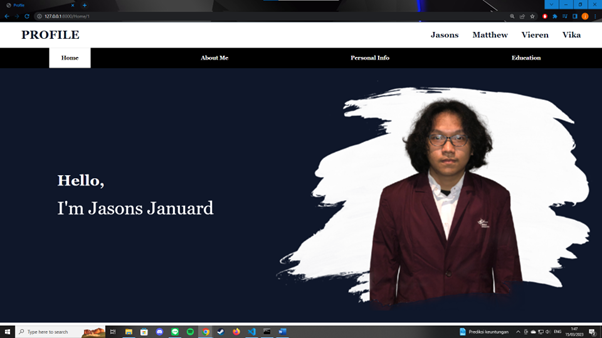 Profile
127.0.0.1:8000/Home/1
PROFILE
Jasons Matthew Vieren Vika
Home About Me Personal Info Education
Hello,
I'm Jasons Januard
Type here to search
Prediksi keuntungan
ENG